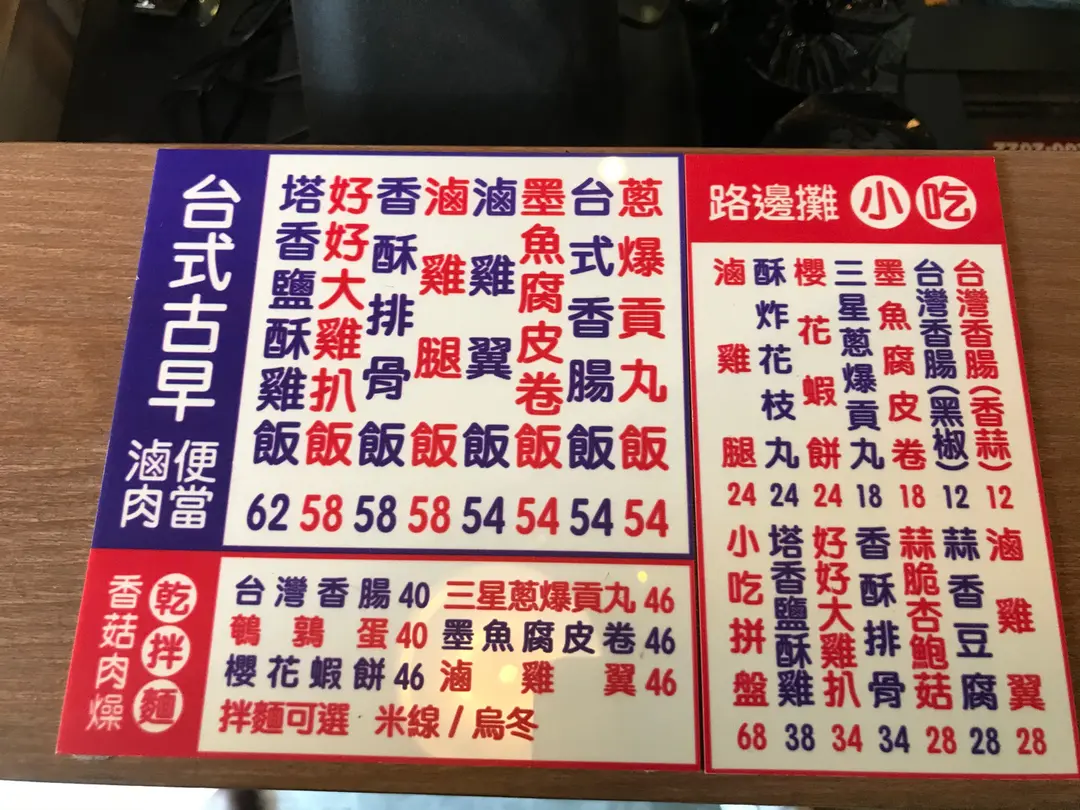 台式古早
滷肉便當
蔥爆貢丸飯 54
台式香腸飯 54
墨魚腐皮卷飯 54
滷雞翼飯 54
滷雞腿飯 58
香酥排骨飯 58
好好大雞扒飯 58
塔香鹽酥雞飯 62
香菇肉燥
乾拌麵
台灣香腸 40 三星蔥爆貢丸 46
鵪鶉蛋 40 墨魚腐皮卷 46
櫻花蝦餅 46 滷雞翼 46
拌麵可選 米線 / 烏冬
路邊攤 小吃
台灣香腸(香蒜) 12
台灣香腸(黑椒) 12
墨魚腐皮卷 18
三星蔥爆貢丸 18
櫻花蝦餅 24
酥炸花枝丸 24
滷雞腿 24
滷雞翼 28
蒜香豆腐 28
蒜脆杏鮑菇 28
香酥排骨 34
好好大雞扒 34
塔香鹽酥雞 38
小吃拼盤 68